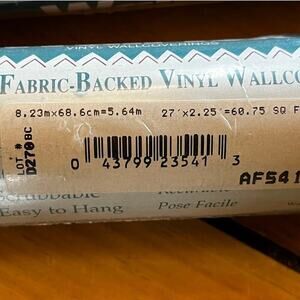 VINYL WALLCOVERINGS
FABRIC-BACKED VINYL WALLCO
8.23m×68.6cm=5.64m 27'×2.25'=60.75 SQ F
LOT #
D270BC
0 43799 23541 3
AF541
Scrubbable
Easy to Hang
Pose Facile